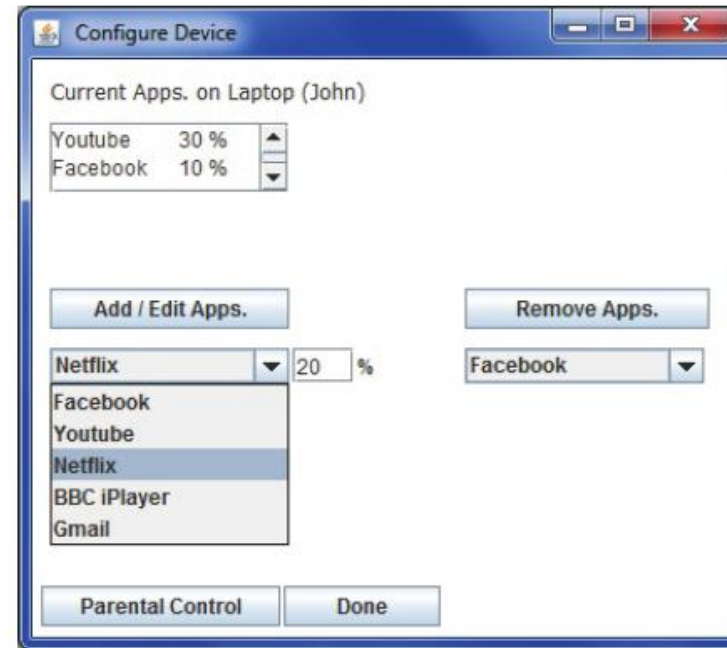 Configure Device
Current Apps. on Laptop (John)
Youtube 30 %
Facebook 10 %
Add / Edit Apps.
Remove Apps.
Netflix 20 %
Facebook
Facebook
Youtube
Netflix
BBC iPlayer
Gmail
Parental Control
Done